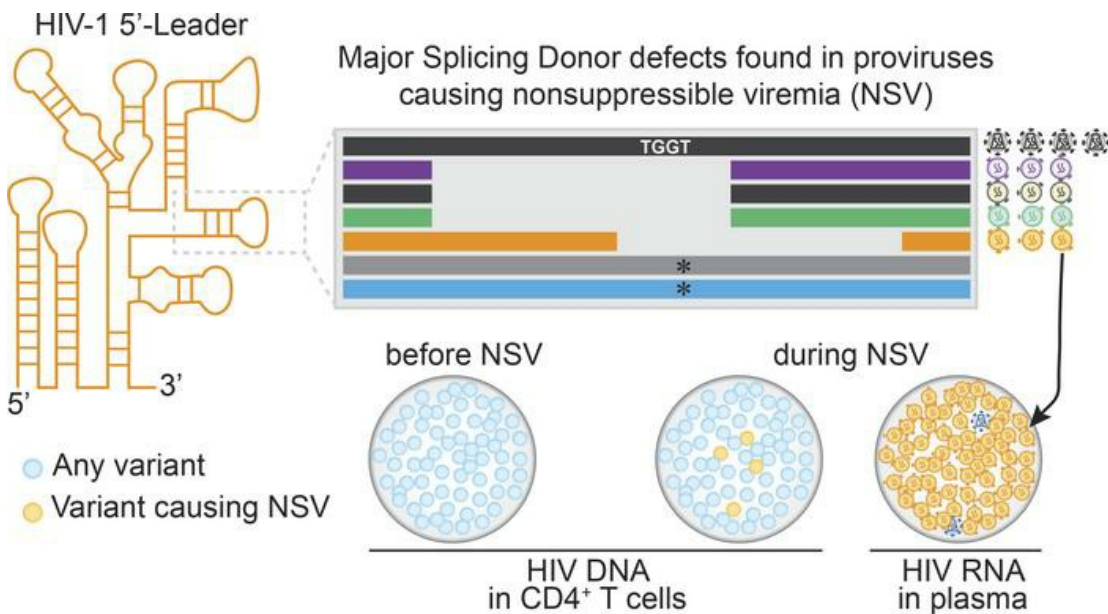 HIV-1 5’-Leader
Major Splicing Donor defects found in proviruses
causing nonsuppressible viremia (NSV)
TGGT
*
*
5’
3’
before NSV
during NSV
Any variant
Variant causing NSV
HIV DNA
in CD4⁺ T cells
HIV RNA
in plasma